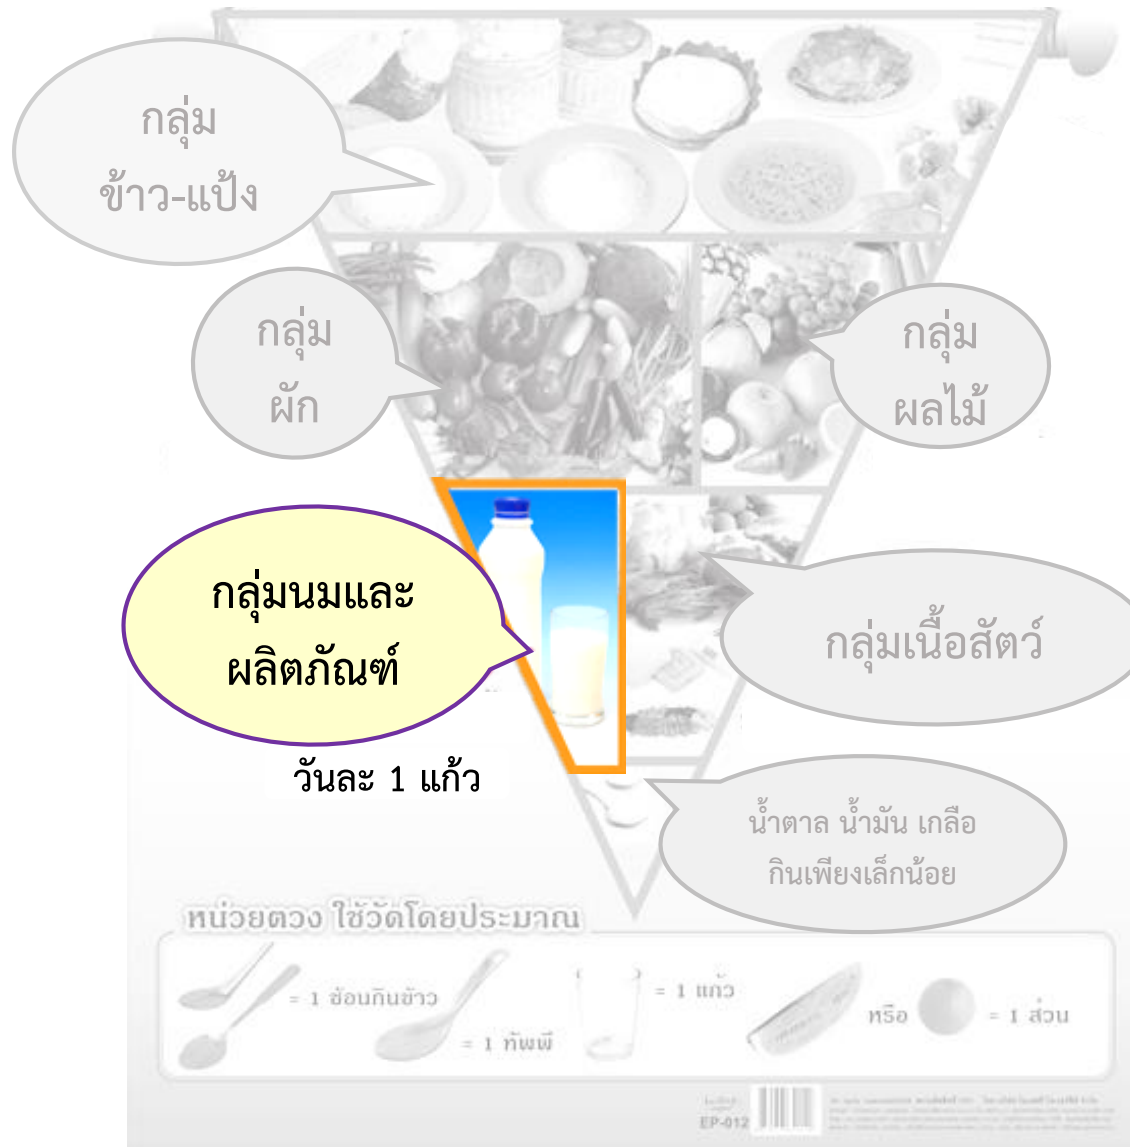 กลุ่ม
ข้าว-แป้ง
กลุ่ม
ผัก
กลุ่ม
ผลไม้
กลุ่มนมและ
ผลิตภัณฑ์
วันละ 1 แก้ว
กลุ่มเนื้อสัตว์
น้ำตาล น้ำมัน เกลือ
กินเพียงเล็กน้อย
หน่วยตวง ใช้วัดโดยประมาณ
= 1 ช้อนกินข้าว
= 1 ทัพพี
= 1 แก้ว
หรือ
= 1 ส่วน
EP-012